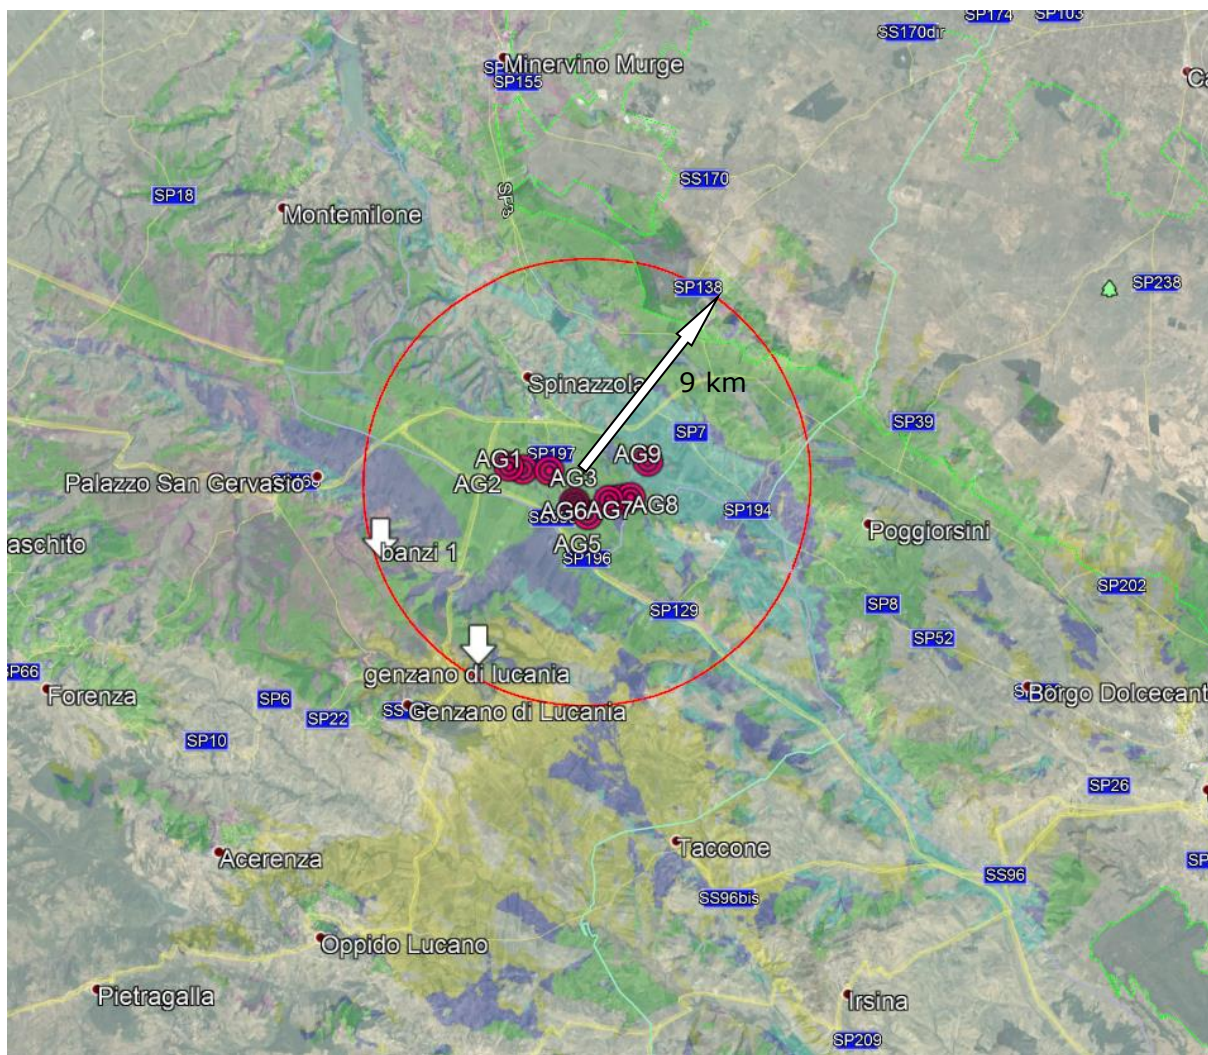 SP174
SP103
SS170dir
Minervino Murge
SP155
SS170
SP18
SP3
Montemilone
SP138
SP238
Spinazzola
9 km
SP39
SP7
AG1
SP197
AG9
AG2
AG3
Palazzo San Gervasio
AG6
AG7
AG8
SP194
Poggiorsini
banzi 1
AG5
SP196
SP202
SP8
SP129
SP52
genzano di lucania
SP66
Forenza
SP6
Genzano di Lucania
SP22
Borgo Dolcecant
SP10
SP26
Taccone
Acerenza
SS96
SS96bis
Oppido Lucano
Pietragalla
Irsina
SP209